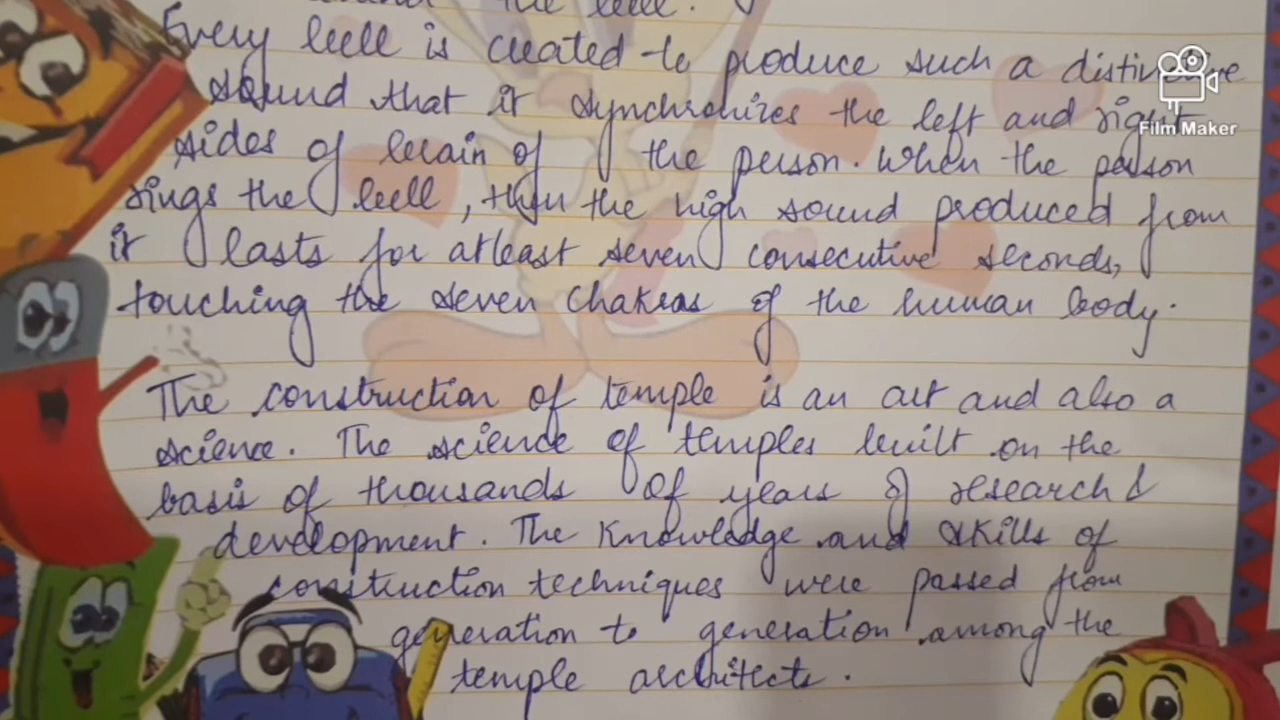 the bell.
Every bell is created to produce such a distinctive
sound that it synchronizes the left and right
sides of brain of the person. When the person
rings the bell, then the high sound produced from
it lasts for atleast seven consecutive seconds,
touching the seven chakras of the human body.
The construction of temple is an art and also a
science. The science of temples built on the
basis of thousands of years of research &
development. The knowledge and skills of
construction techniques were passed from
generation to generation among the
temple architects.
Film Maker